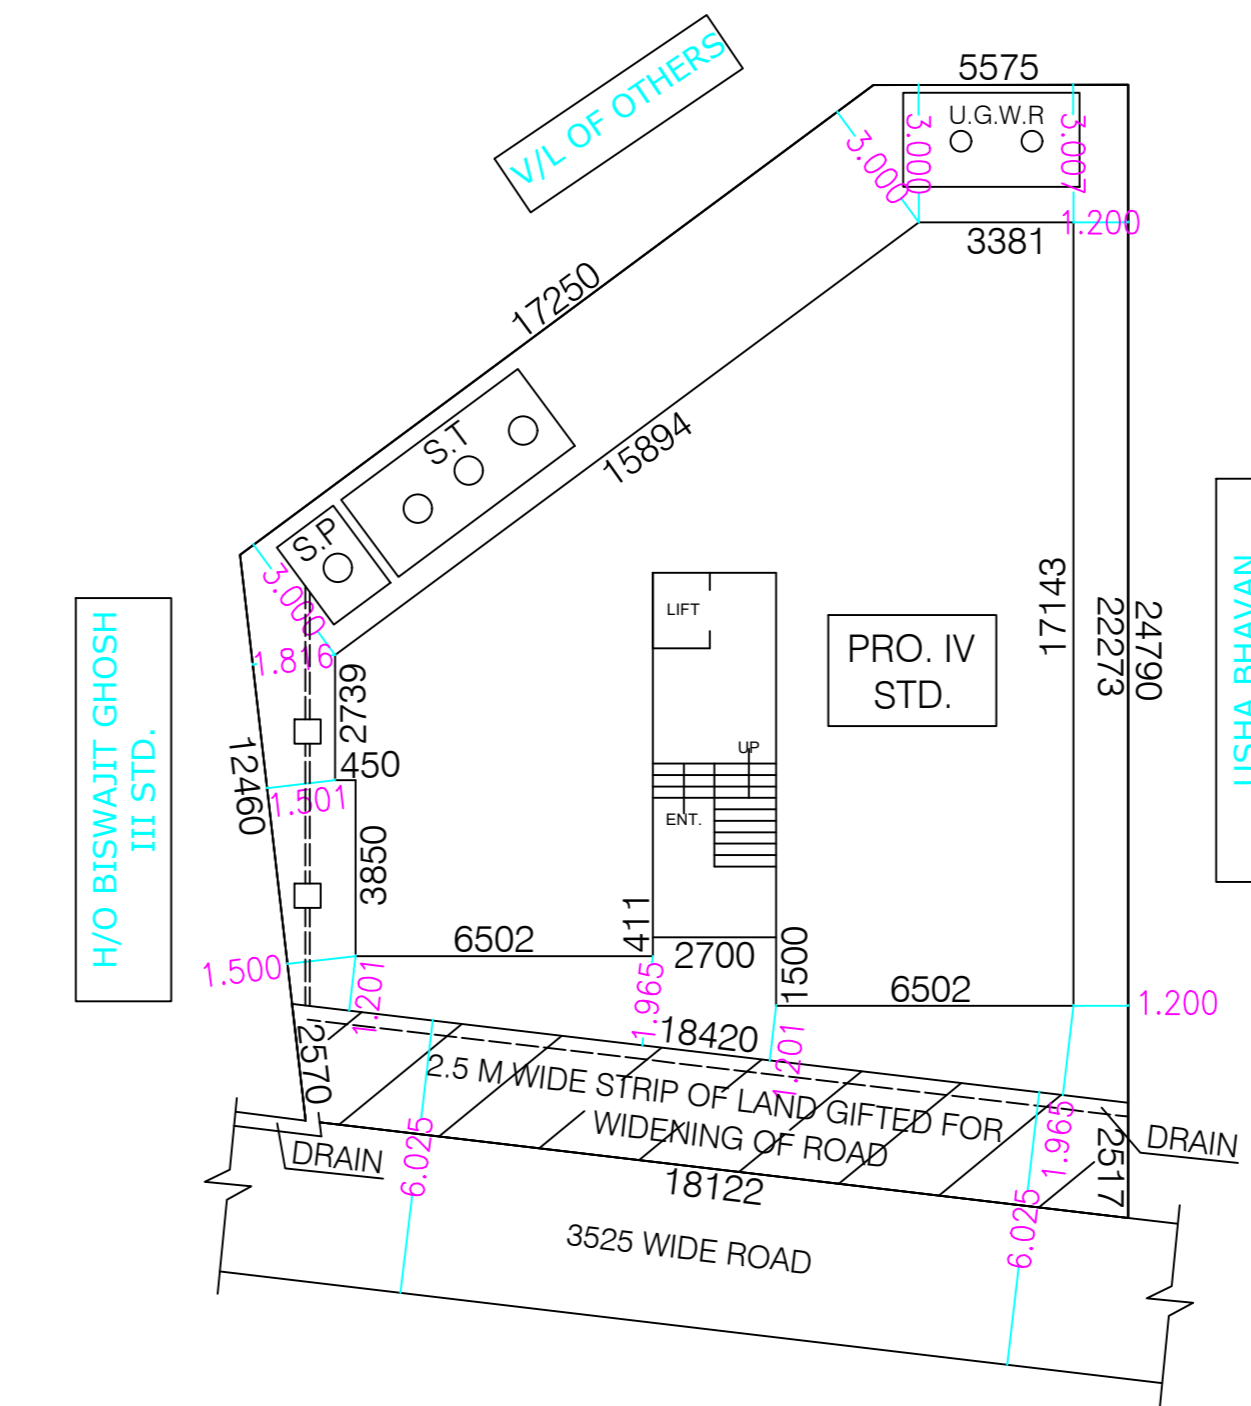 V/L OF OTHERS
5575
U.G.W.R
3.000
3.000
3.007
1.200
3381
17250
15894
S.T
S.P
3.000
1.816
2739
450
1.501
12460
3850
H/O BISWAJIT GHOSH
III STD.
LIFT
UP
ENT.
PRO. IV
STD.
17143
22273
24790
USHA BHAVAN
6502
411
2700
1500
6502
1.500
1.201
1.965
1.201
1.200
18420
2570
2.5 M WIDE STRIP OF LAND GIFTED FOR
WIDENING OF ROAD
DRAIN
6.025
1.965
2517
DRAIN
18122
6.025
3525 WIDE ROAD